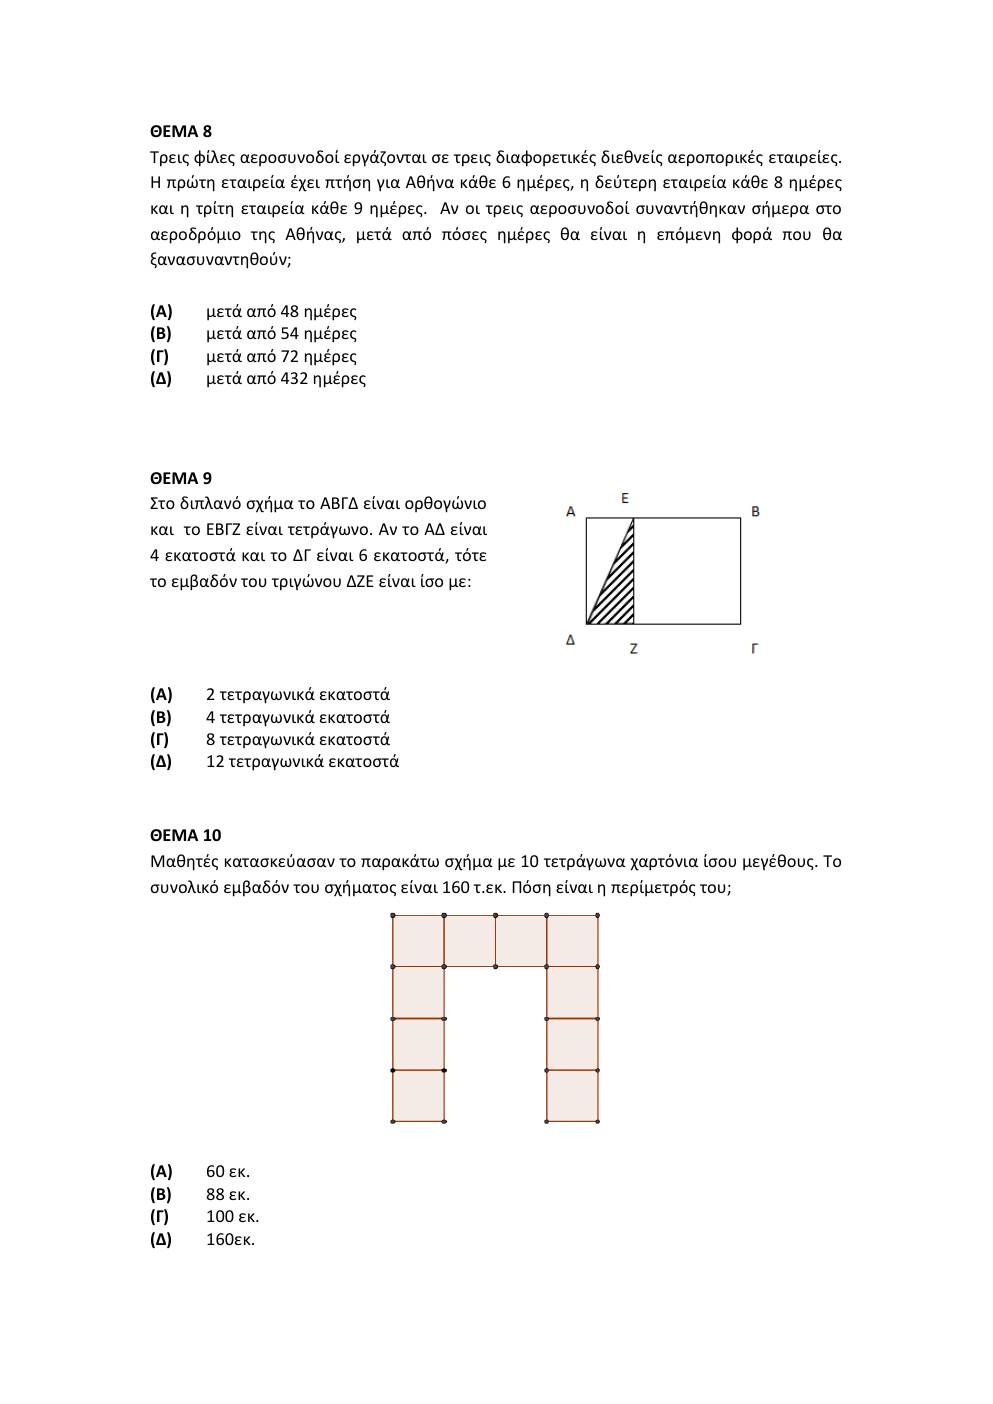 ΘΕΜΑ 8
Τρεις φίλες αεροσυνοδοί εργάζονται σε τρεις διαφορετικές διεθνείς αεροπορικές εταιρείες.
Η πρώτη εταιρεία έχει πτήση για Αθήνα κάθε 6 ημέρες, η δεύτερη εταιρεία κάθε 8 ημέρες
και η τρίτη εταιρεία κάθε 9 ημέρες. Αν οι τρεις αεροσυνοδοί συναντήθηκαν σήμερα στο
αεροδρόμιο της Αθήνας, μετά από πόσες ημέρες θα είναι η επόμενη φορά που θα
ξανασυναντηθούν;
(Α) μετά από 48 ημέρες
(Β) μετά από 54 ημέρες
(Γ) μετά από 72 ημέρες
(Δ) μετά από 432 ημέρες
ΘΕΜΑ 9
Στο διπλανό σχήμα το ΑΒΓΔ είναι ορθογώνιο
και το ΕΒΓΖ είναι τετράγωνο. Αν το ΑΔ είναι
4 εκατοστά και το ΔΓ είναι 6 εκατοστά, τότε
το εμβαδόν του τριγώνου ΔΖΕ είναι ίσο με:
Ε
Α Β
Δ
Ζ Γ
(Α) 2 τετραγωνικά εκατοστά
(Β) 4 τετραγωνικά εκατοστά
(Γ) 8 τετραγωνικά εκατοστά
(Δ) 12 τετραγωνικά εκατοστά
ΘΕΜΑ 10
Μαθητές κατασκεύασαν το παρακάτω σχήμα με 10 τετράγωνα χαρτόνια ίσου μεγέθους. Το
συνολικό εμβαδόν του σχήματος είναι 160 τ.εκ. Πόση είναι η περίμετρός του;
(Α) 60 εκ.
(Β) 88 εκ.
(Γ) 100 εκ.
(Δ) 160εκ.